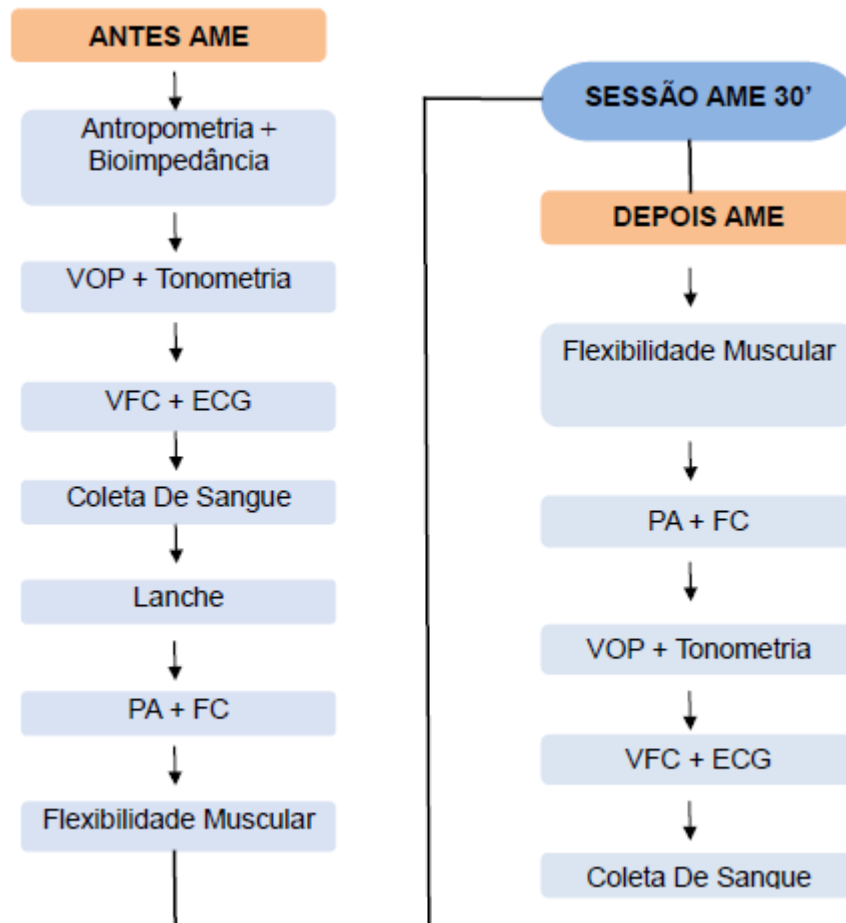 ANTES AME
Antropometria +
Bioimpedância
VOP + Tonometria
VFC + ECG
Coleta De Sangue
Lanche
PA + FC
Flexibilidade Muscular
SESSÃO AME 30’
DEPOIS AME
Flexibilidade Muscular
PA + FC
VOP + Tonometria
VFC + ECG
Coleta De Sangue